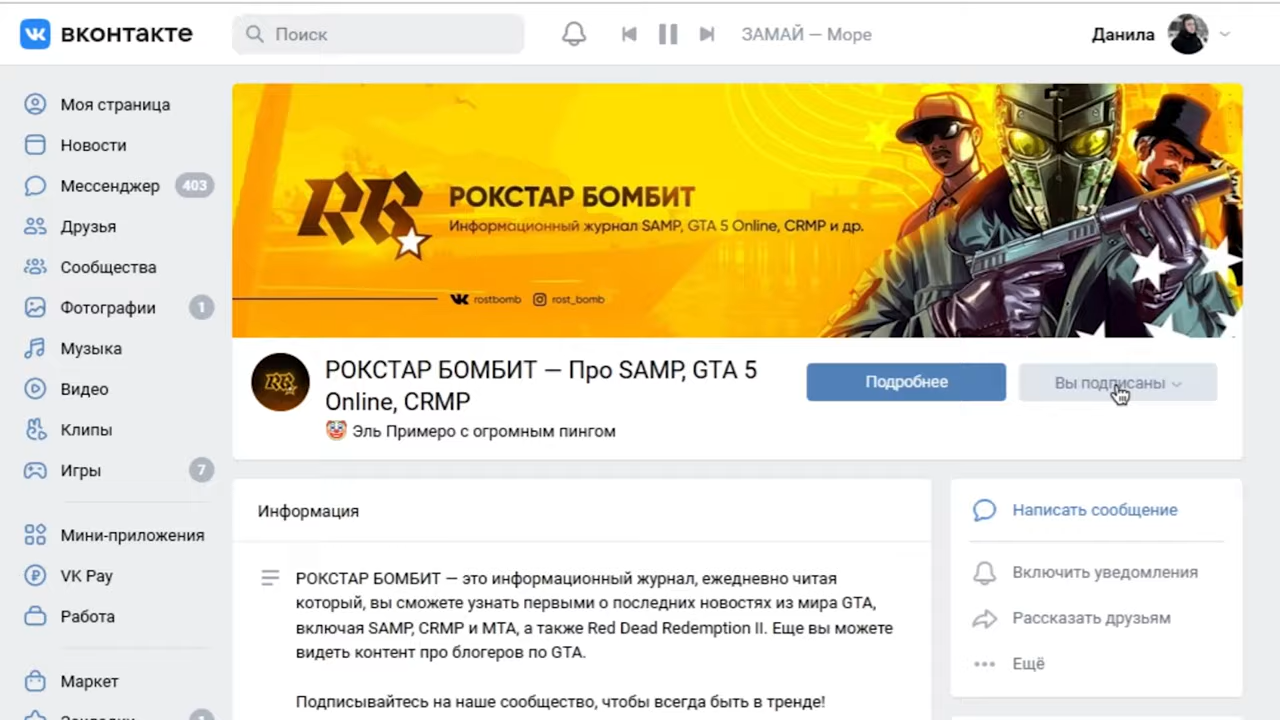 вконтакте
Поиск
ЗАМАЙ — Море
Данила
Моя страница
Новости
Мессенджер 403
Друзья
Сообщества
Фотографии 1
Музыка
Видео
Клипы
Игры 7
Мини-приложения
VK Pay
Работа
Маркет
RB
РОКСТАР БОМБИТ
Информационный журнал SAMP, GTA 5 Online, CRMP и др.
rostbomb rost_bomb
РОКСТАР БОМБИТ — Про SAMP, GTA 5
Online, CRMP
Эль Примеро с огромным пингом
Подробнее
Вы подписаны
Информация
РОКСТАР БОМБИТ — это информационный журнал, ежедневно читая
который, вы сможете узнать первыми о последних новостях из мира GTA,
включая SAMP, CRMP и MTA, а также Red Dead Redemption II. Еще вы можете
видеть контент про блогеров по GTA.
Подписывайтесь на наше сообщество, чтобы всегда быть в тренде!
Написать сообщение
Включить уведомления
Рассказать друзьям
Ещё